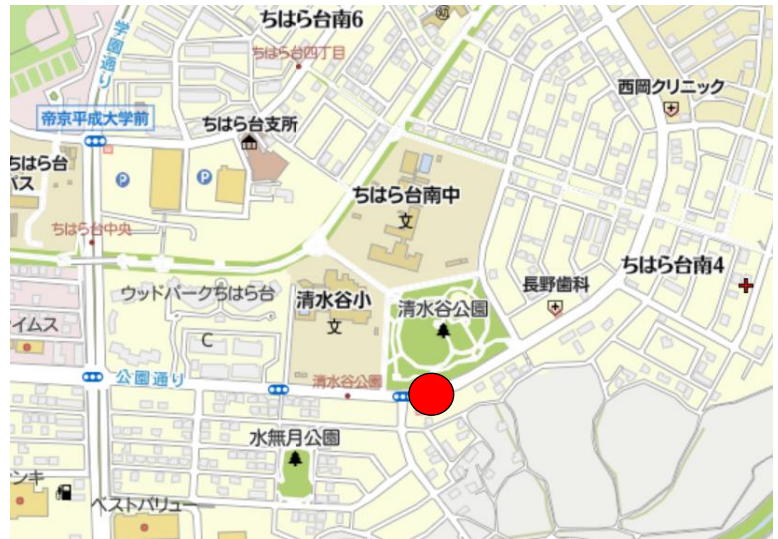 ちはら台南6
幼
学園通り
ちはら台四丁目
西岡クリニック
帝京平成大学前
ちはら台支所
P
P
ちはら台
バス
ちはら台南中
文
ちはら台中央
ちはら台南4
ウッドパークちはら台
清水谷小
文
清水谷公園
長野歯科
イムス
C
公園通り
清水谷公園
水無月公園
ンキ
ベストバリュー